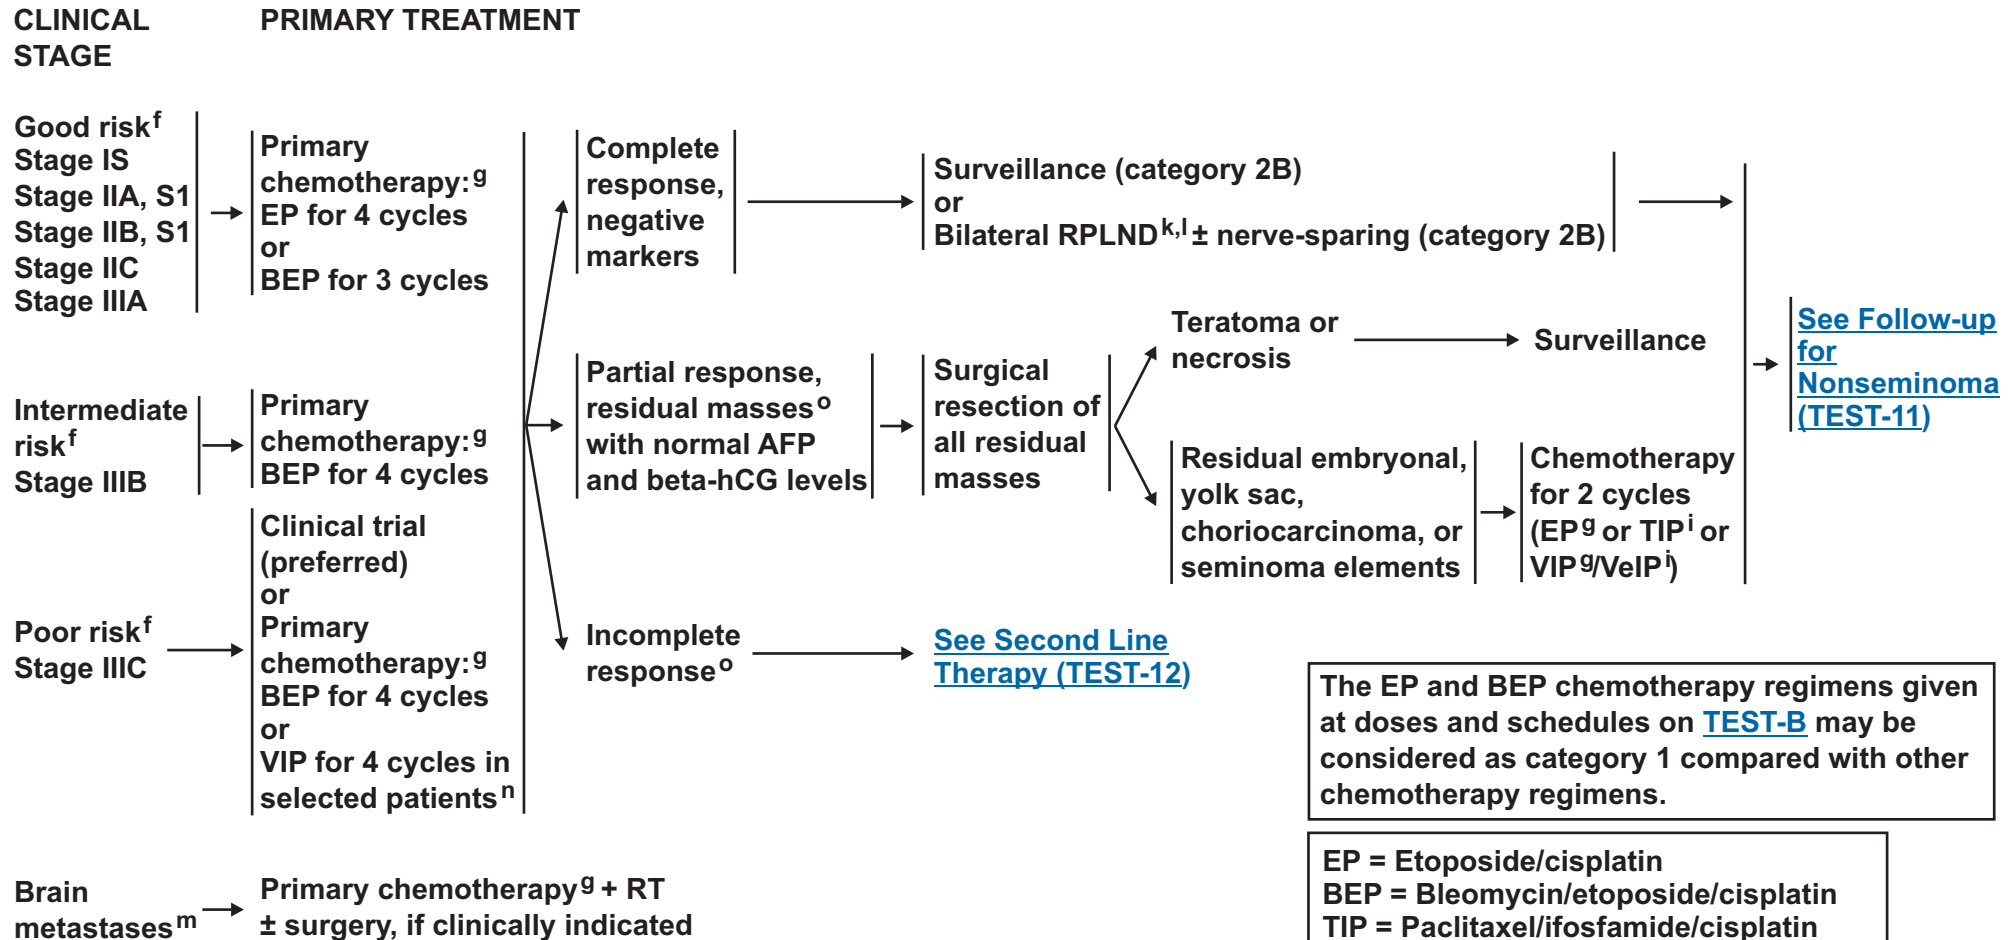 CLINICAL
STAGE
PRIMARY TREATMENT
Good risk f
Stage IS
Stage IIA, S1
Stage IIB, S1
Stage IIC
Stage IIIA
Primary
chemotherapy: g
EP for 4 cycles
or
BEP for 3 cycles
Complete
response,
negative
markers
Surveillance (category 2B)
or
Bilateral RPLND k,l ± nerve-sparing (category 2B)
Intermediate
risk f
Stage IIIB
Primary
chemotherapy: g
BEP for 4 cycles
Partial response,
residual masses o
with normal AFP
and beta-hCG levels
Surgical
resection of
all residual
masses
Teratoma or
necrosis
Surveillance
Residual embryonal,
yolk sac,
choriocarcinoma, or
seminoma elements
Chemotherapy
for 2 cycles
(EP g or TIP i or
VIP g/VeIP i)
See Follow-up
for
Nonseminoma
(TEST-11)
Poor risk f
Stage IIIC
Clinical trial
(preferred)
or
Primary
chemotherapy: g
BEP for 4 cycles
or
VIP for 4 cycles in
selected patients n
Incomplete
response o
See Second Line
Therapy (TEST-12)
The EP and BEP chemotherapy regimens given
at doses and schedules on TEST-B may be
considered as category 1 compared with other
chemotherapy regimens.
Brain
metastases m
Primary chemotherapy g + RT
± surgery, if clinically indicated
EP = Etoposide/cisplatin
BEP = Bleomycin/etoposide/cisplatin
TIP = Paclitaxel/ifosfamide/cisplatin